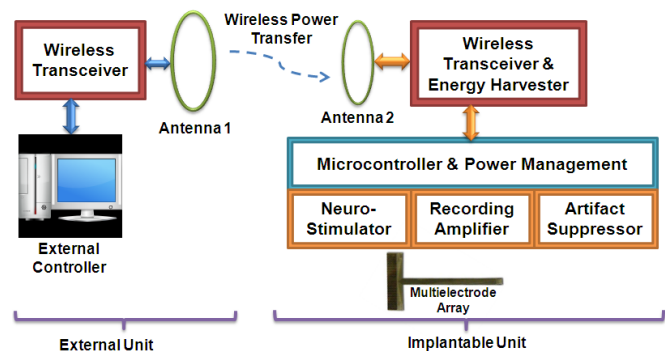 Wireless Power
Transfer
Wireless
Transceiver
Wireless
Transceiver &
Energy Harvester
Antenna 1
Antenna 2
Microcontroller & Power Management
Neuro-
Stimulator
Recording
Amplifier
Artifact
Suppressor
External
Controller
Multielectrode
Array
External Unit
Implantable Unit